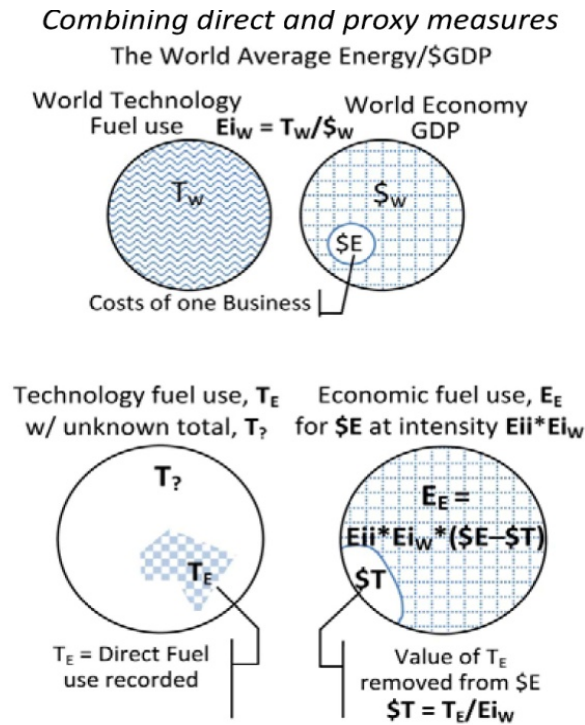 Combining direct and proxy measures
The World Average Energy/$GDP
World Technology
Fuel use
Eiw = Tw/$w
World Economy
GDP
Tw
$w
$E
Costs of one Business
Technology fuel use, TE
w/ unknown total, T?
Economic fuel use, EE
for $E at intensity Eii*Eiw
T?
TE
EE =
Eii*Eiw*($E–$T)
$T
TE = Direct Fuel
use recorded
Value of TE
removed from $E
$T = TE/Eiw